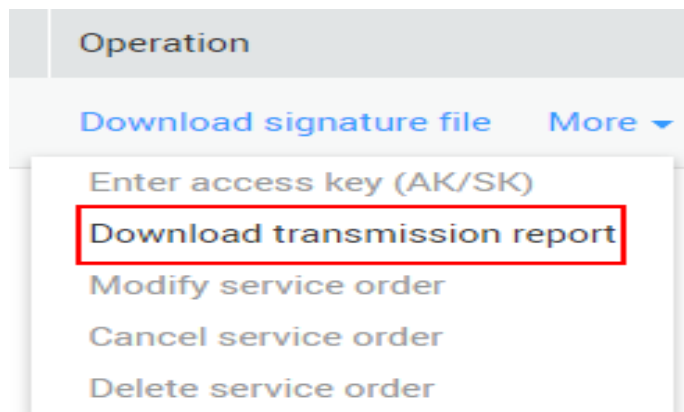 Operation
Download signature file More
Enter access key (AK/SK)
Download transmission report
Modify service order
Cancel service order
Delete service order